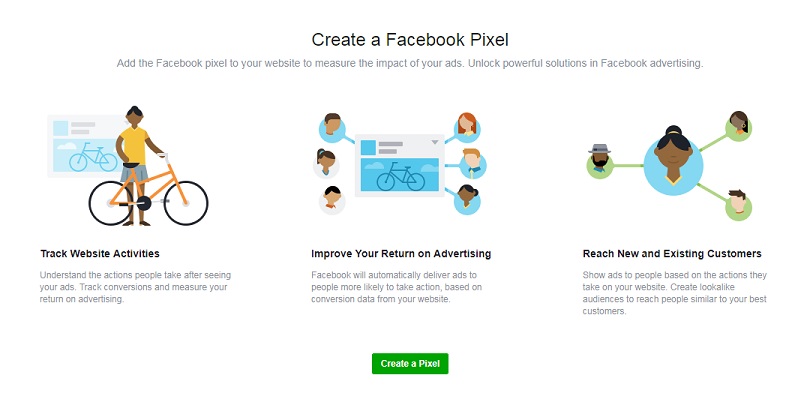 Create a Facebook Pixel
Add the Facebook pixel to your website to measure the impact of your ads. Unlock powerful solutions in Facebook advertising.
Track Website Activities
Understand the actions people take after seeing
your ads. Track conversions and measure your
return on advertising.
Improve Your Return on Advertising
Facebook will automatically deliver ads to
people more likely to take action, based on
conversion data from your website.
Reach New and Existing Customers
Show ads to people based on the actions they
take on your website. Create lookalike
audiences to reach people similar to your best
customers.
Create a Pixel